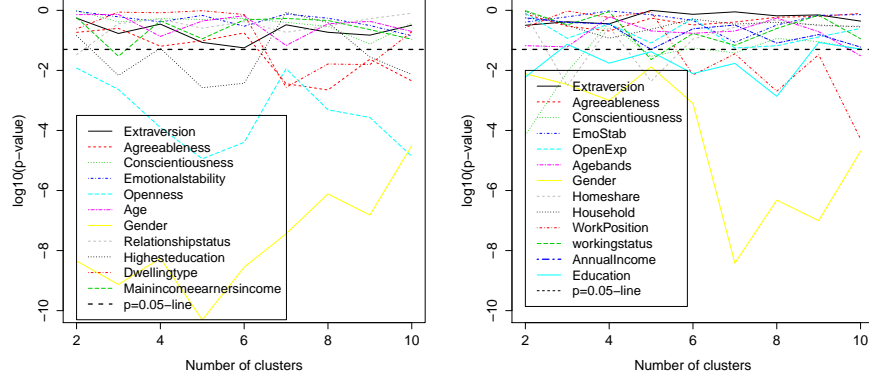 0
−2
−4
−6
−8
−10
log10(p−value)
Extraversion
Agreeableness
Conscientiousness
Emotionalstability
Openness
Age
Gender
Relationshipstatus
Highesteducation
Dwellingtype
Mainincomeearnersincome
p=0.05−line
2
4
6
8
10
Number of clusters
0
−2
−4
−6
−8
−10
log10(p−value)
Extraversion
Agreeableness
Conscientiousness
EmoStab
OpenExp
Agebands
Gender
Homeshare
Household
WorkPosition
workingstatus
AnnualIncome
Education
p=0.05−line
2
4
6
8
10
Number of clusters